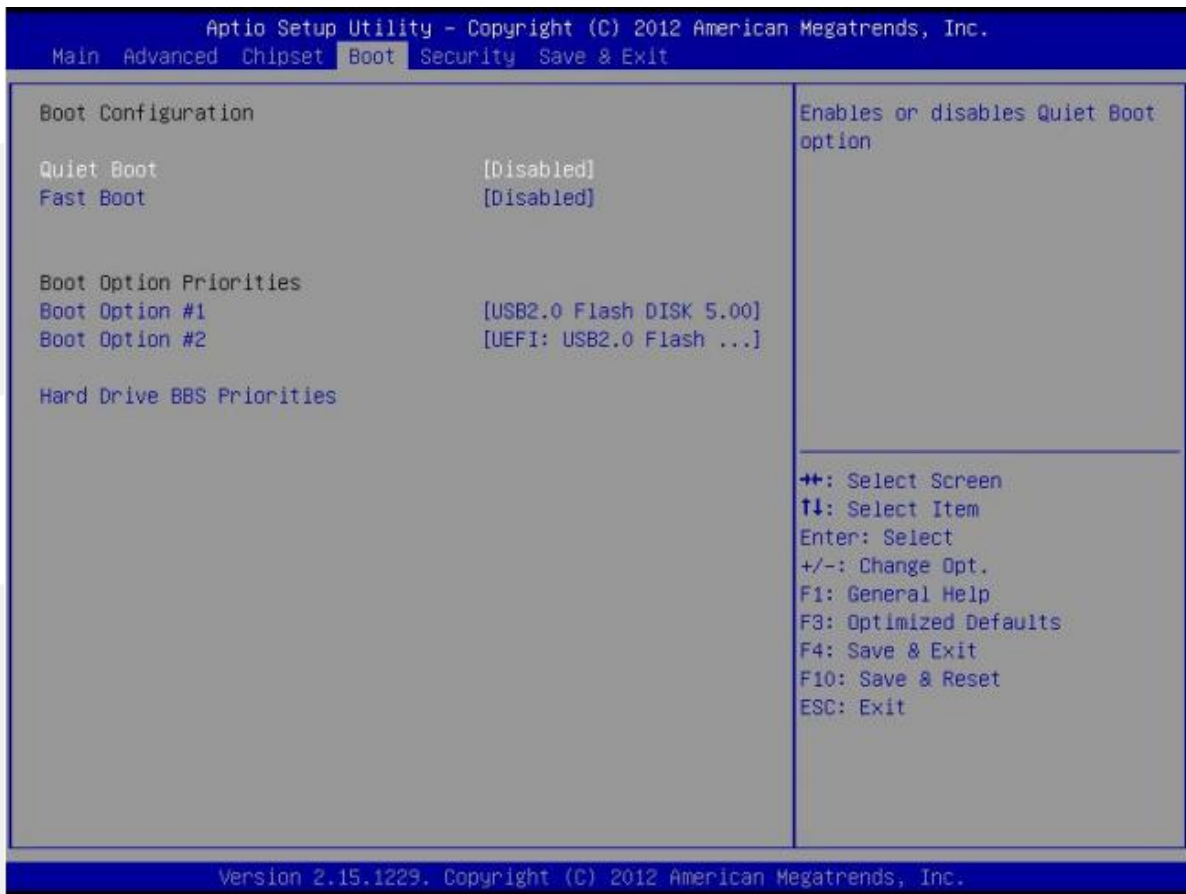 Aptio Setup Utility – Copyright (C) 2012 American Megatrends, Inc.
Main Advanced Chipset Boot Security Save & Exit
Boot Configuration
Quiet Boot [Disabled]
Fast Boot [Disabled]
Boot Option Priorities
Boot Option #1 [USB2.0 Flash DISK 5.00]
Boot Option #2 [UEFI: USB2.0 Flash ...]
Hard Drive BBS Priorities
Enables or disables Quiet Boot
option
→←: Select Screen
↑↓: Select Item
Enter: Select
+/-: Change Opt.
F1: General Help
F3: Optimized Defaults
F4: Save & Exit
F10: Save & Reset
ESC: Exit
Version 2.15.1229. Copyright (C) 2012 American Megatrends, Inc.